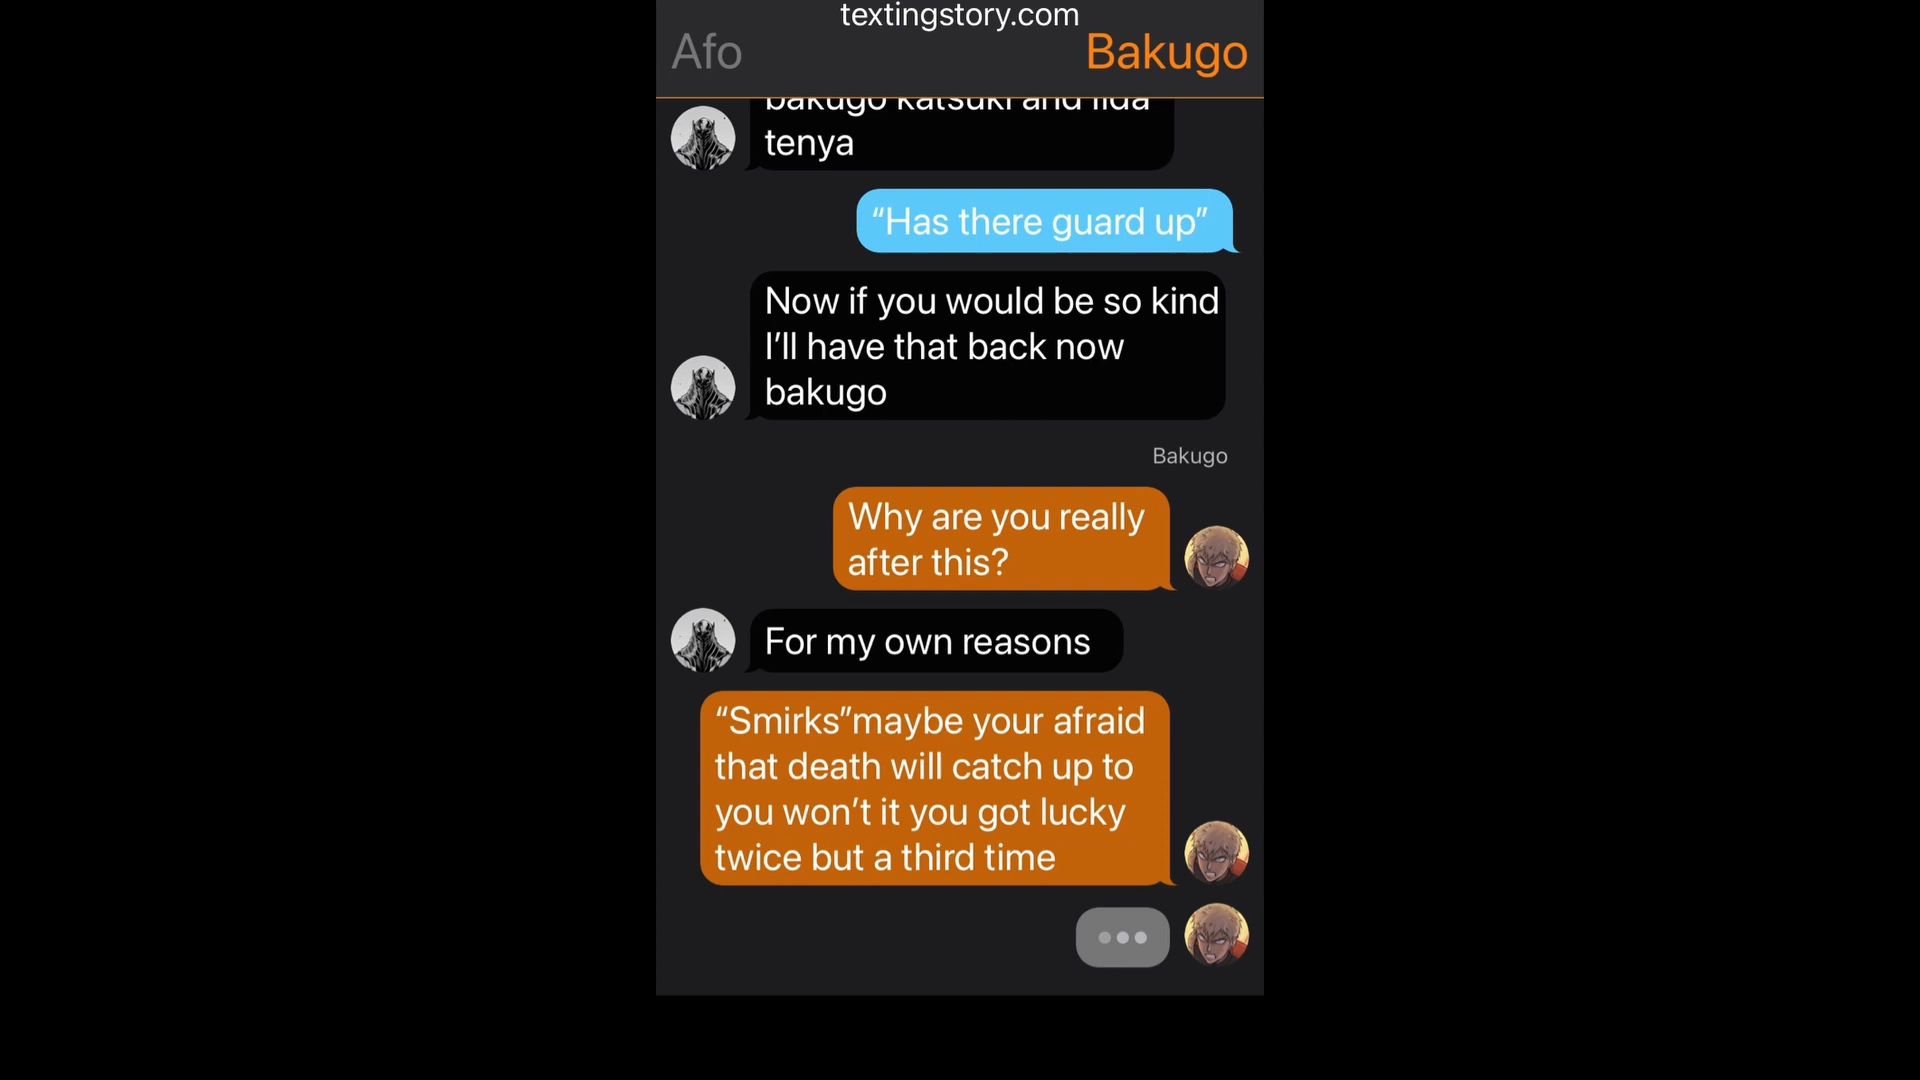 textingstory.com
Afo
Bakugo
bakugo katsuki and iida
tenya
“Has there guard up”
Now if you would be so kind
I’ll have that back now
bakugo
Bakugo
Why are you really
after this?
For my own reasons
“Smirks”maybe your afraid
that death will catch up to
you won’t it you got lucky
twice but a third time